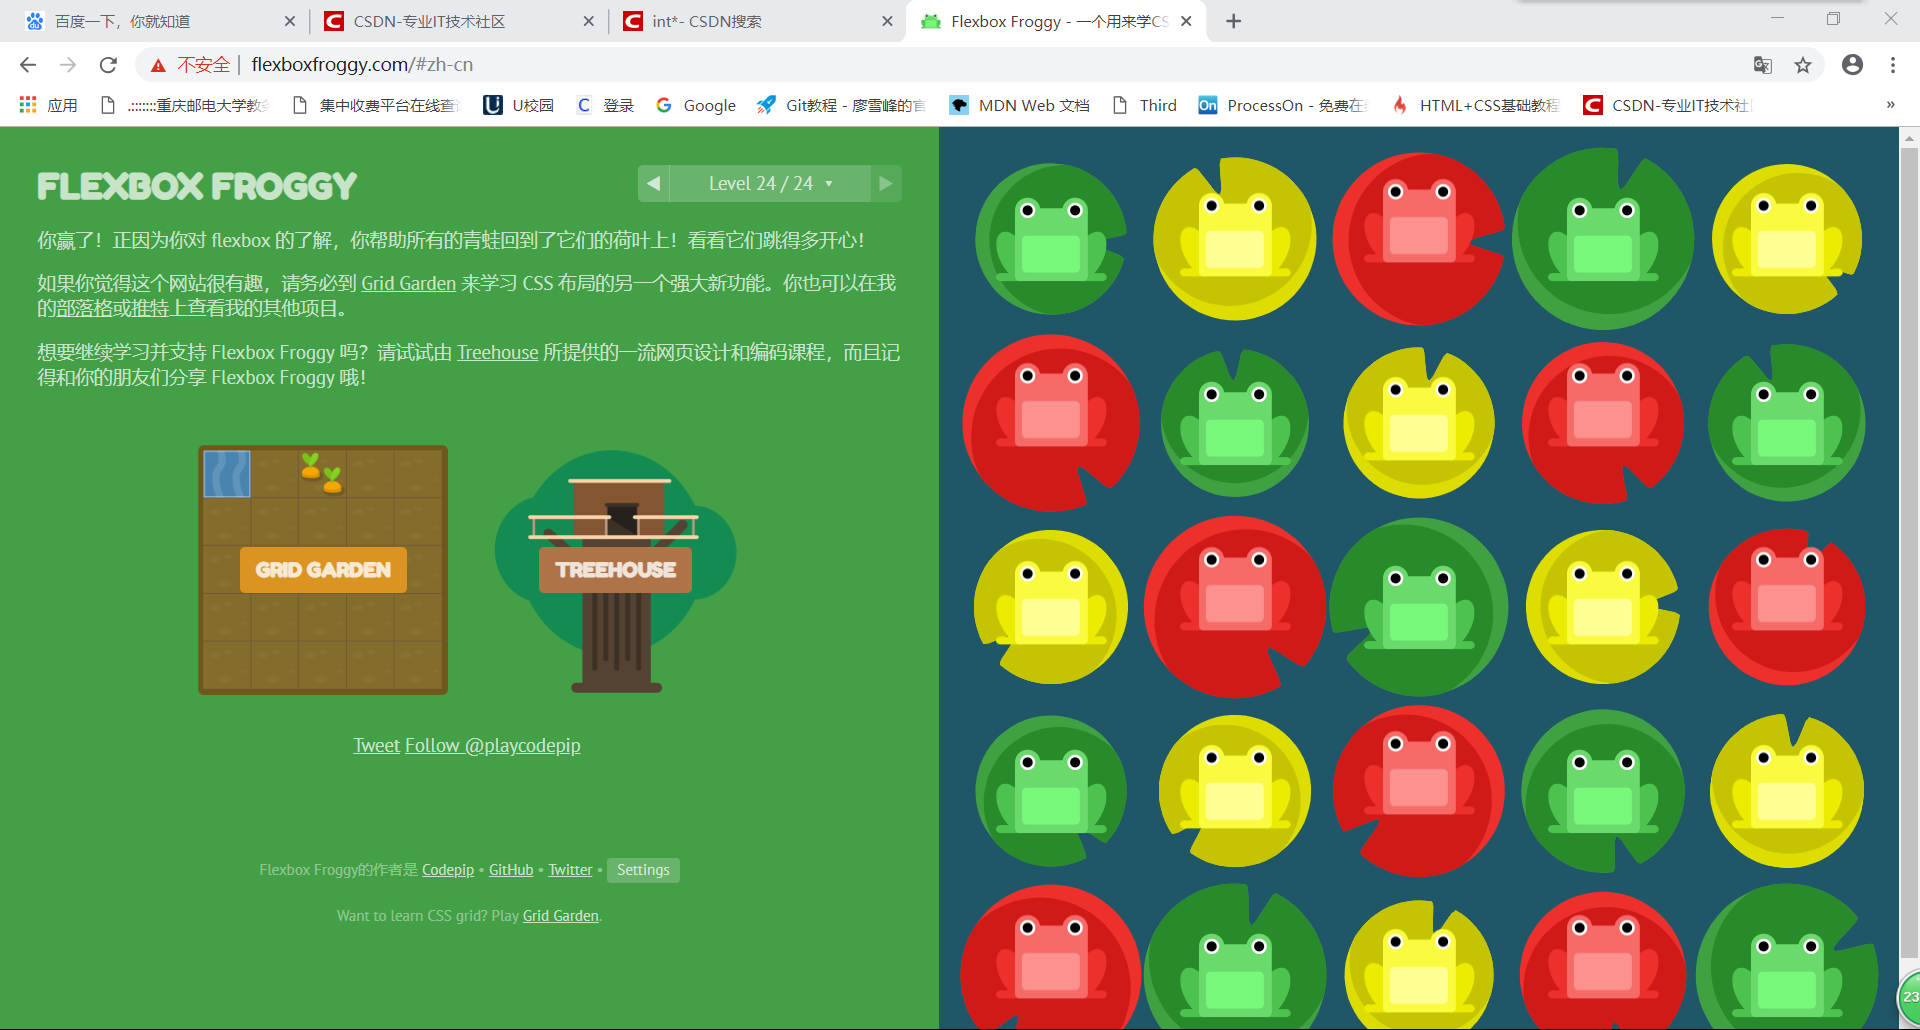 百度一下，你就知道
CSDN-专业IT技术社区
int*- CSDN搜索
Flexbox Froggy - 一个用来学CS
不安全 | flexboxfroggy.com/#zh-cn
应用
.:::::::重庆邮电大学教务
集中收费平台在线查
U校园
登录
Google
Git教程 - 廖雪峰的官
MDN Web 文档
Third
ProcessOn - 免费在
HTML+CSS基础教程
CSDN-专业IT技术社
»
FLEXBOX FROGGY
Level 24 / 24
你赢了！正因为你对 flexbox 的了解，你帮助所有的青蛙回到了它们的荷叶上！看看它们跳得多开心！
如果你觉得这个网站很有趣，请务必到 Grid Garden 来学习 CSS 布局的另一个强大新功能。你也可以在我
的部落格或推特上查看我的其他项目。
想要继续学习并支持 Flexbox Froggy 吗？请试试由 Treehouse 所提供的一流网页设计和编码课程，而且记
得和你的朋友们分享 Flexbox Froggy 哦！
GRID GARDEN
TREEHOUSE
Tweet Follow @playcodepip
Flexbox Froggy的作者是 Codepip • GitHub • Twitter • Settings
Want to learn CSS grid? Play Grid Garden.
23